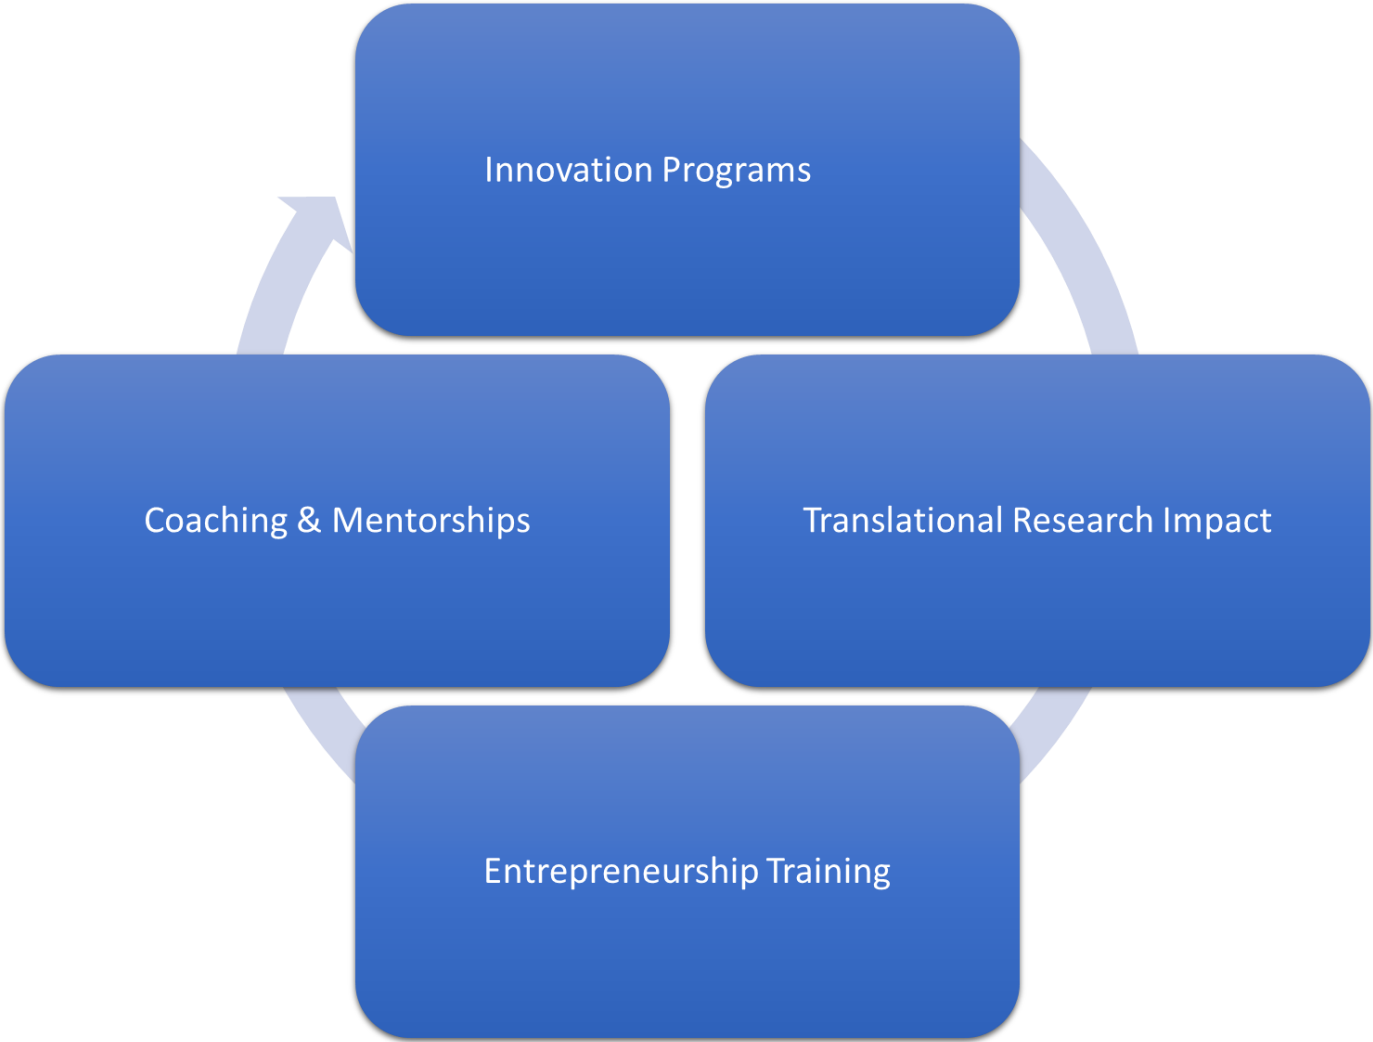 Innovation Programs
Coaching & Mentorships
Translational Research Impact
Entrepreneurship Training